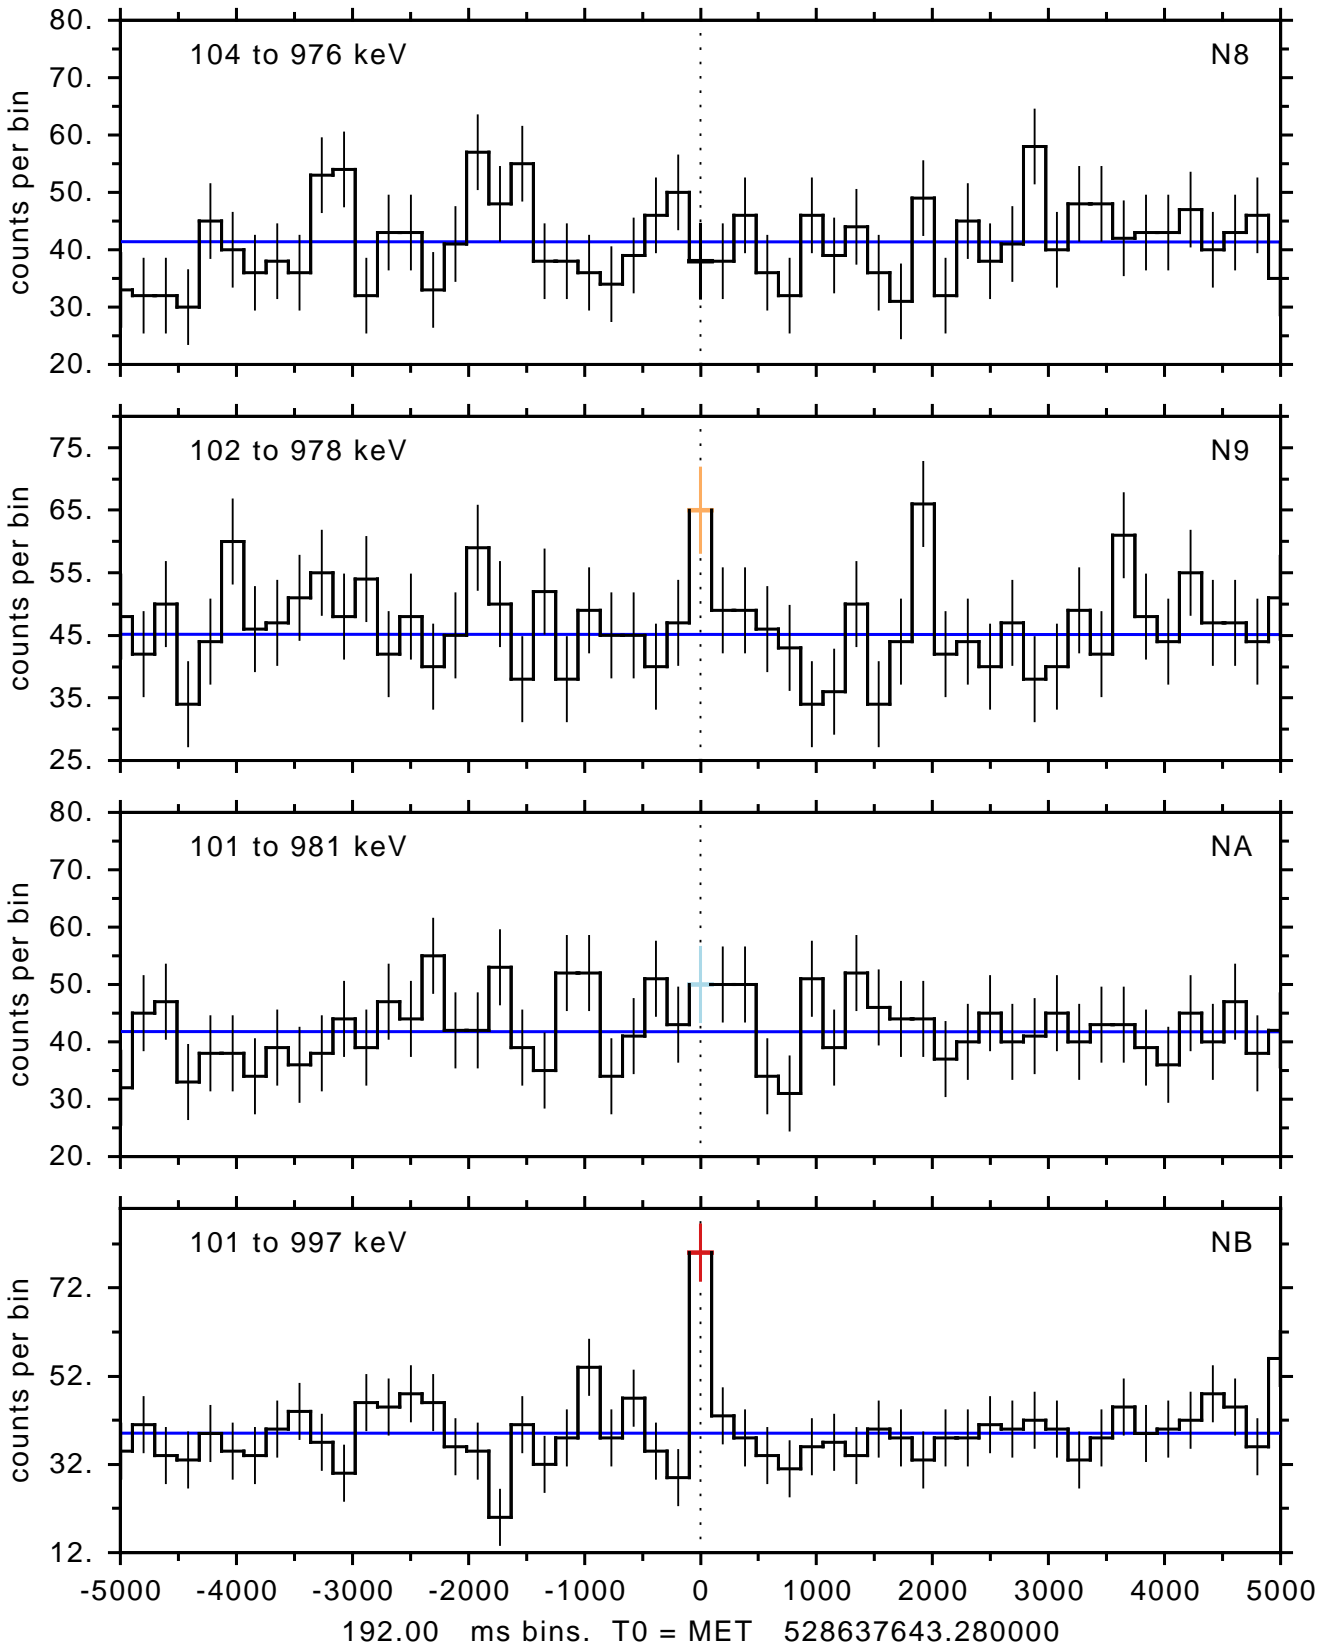 80.
104 to 976 keV N8
70.
60.
50.
40.
30.
20.
counts per bin
102 to 978 keV N9
75.
65.
55.
45.
35.
25.
counts per bin
80.
101 to 981 keV NA
70.
60.
50.
40.
30.
20.
counts per bin
101 to 997 keV NB
72.
52.
32.
12.
counts per bin
-5000 -4000 -3000 -2000 -1000 0 1000 2000 3000 4000 5000
192.00 ms bins. T0 = MET 528637643.280000